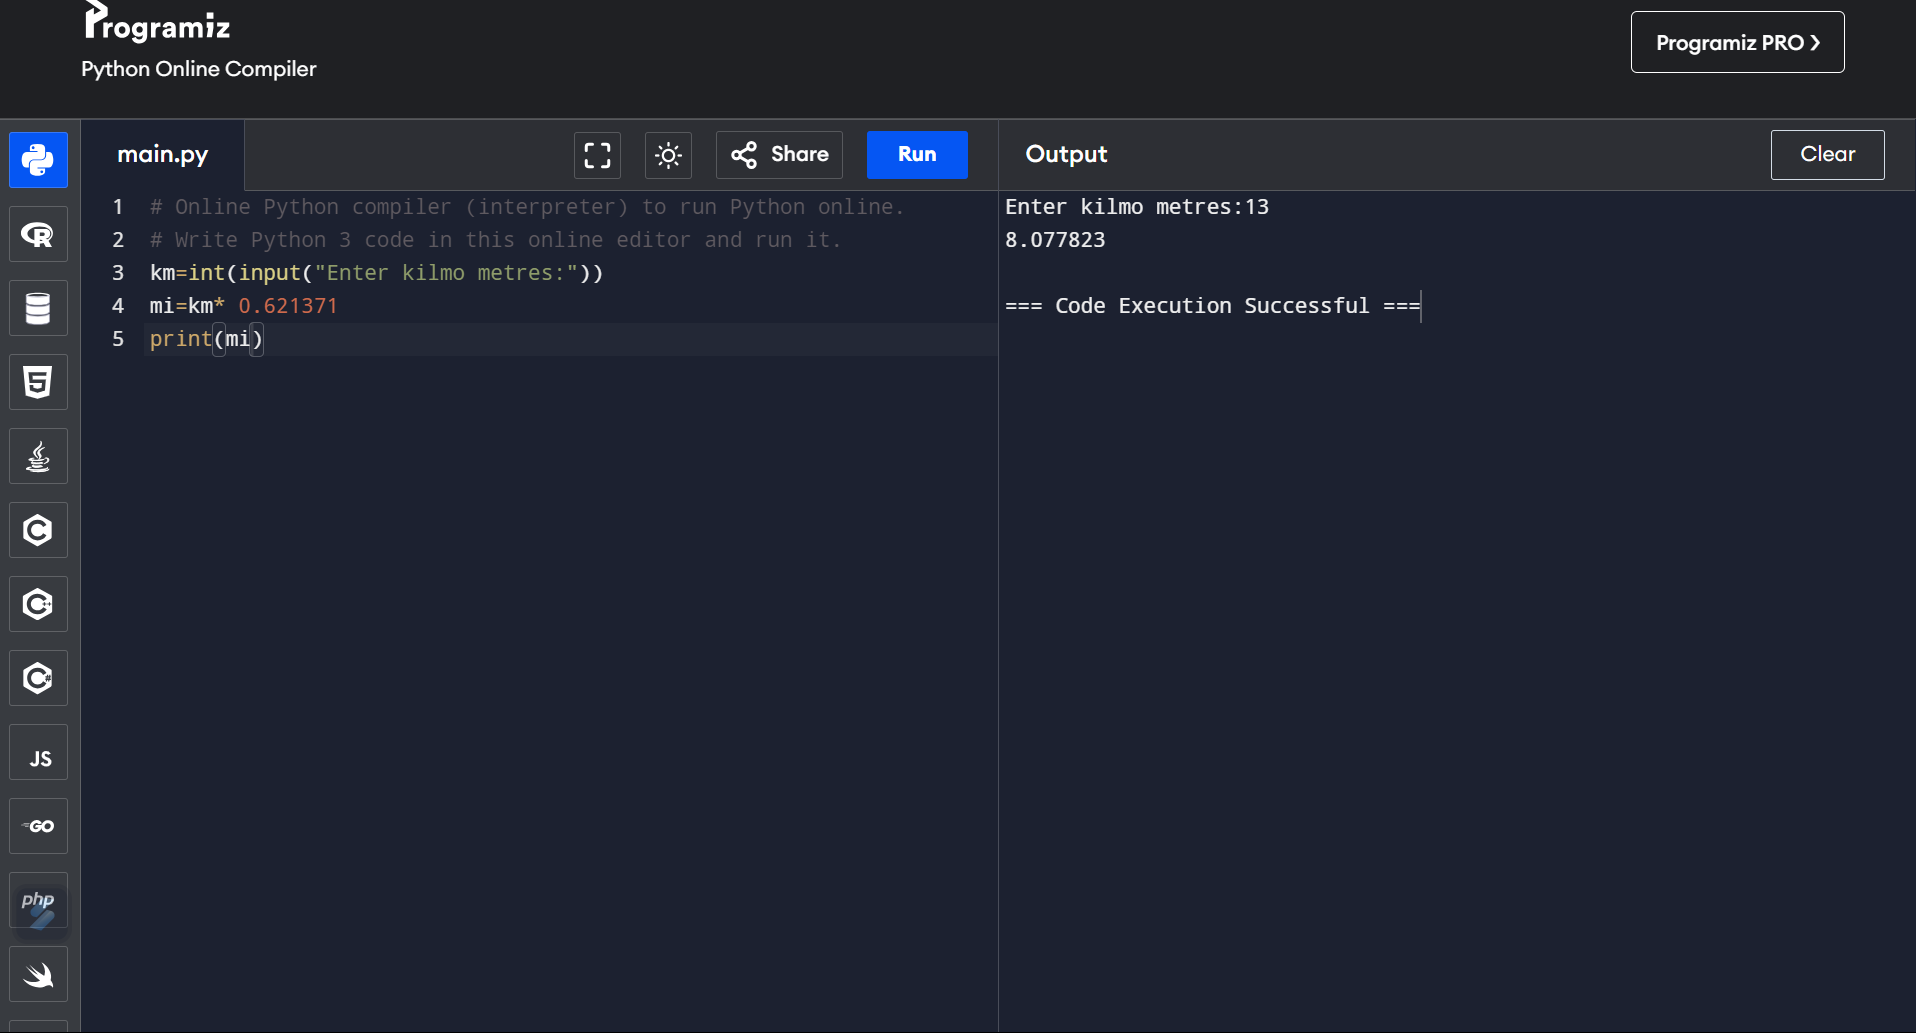 Programiz
Python Online Compiler
Programiz PRO ❯
main.py
Share
Run
Output
Clear
1 # Online Python compiler (interpreter) to run Python online.
2 # Write Python 3 code in this online editor and run it.
3 km=int(input("Enter kilmo metres:"))
4 mi=km* 0.621371
5 print(mi)
Enter kilmo metres:13
8.077823
=== Code Execution Successful ===
R
5
C
C++
C#
JS
GO
php